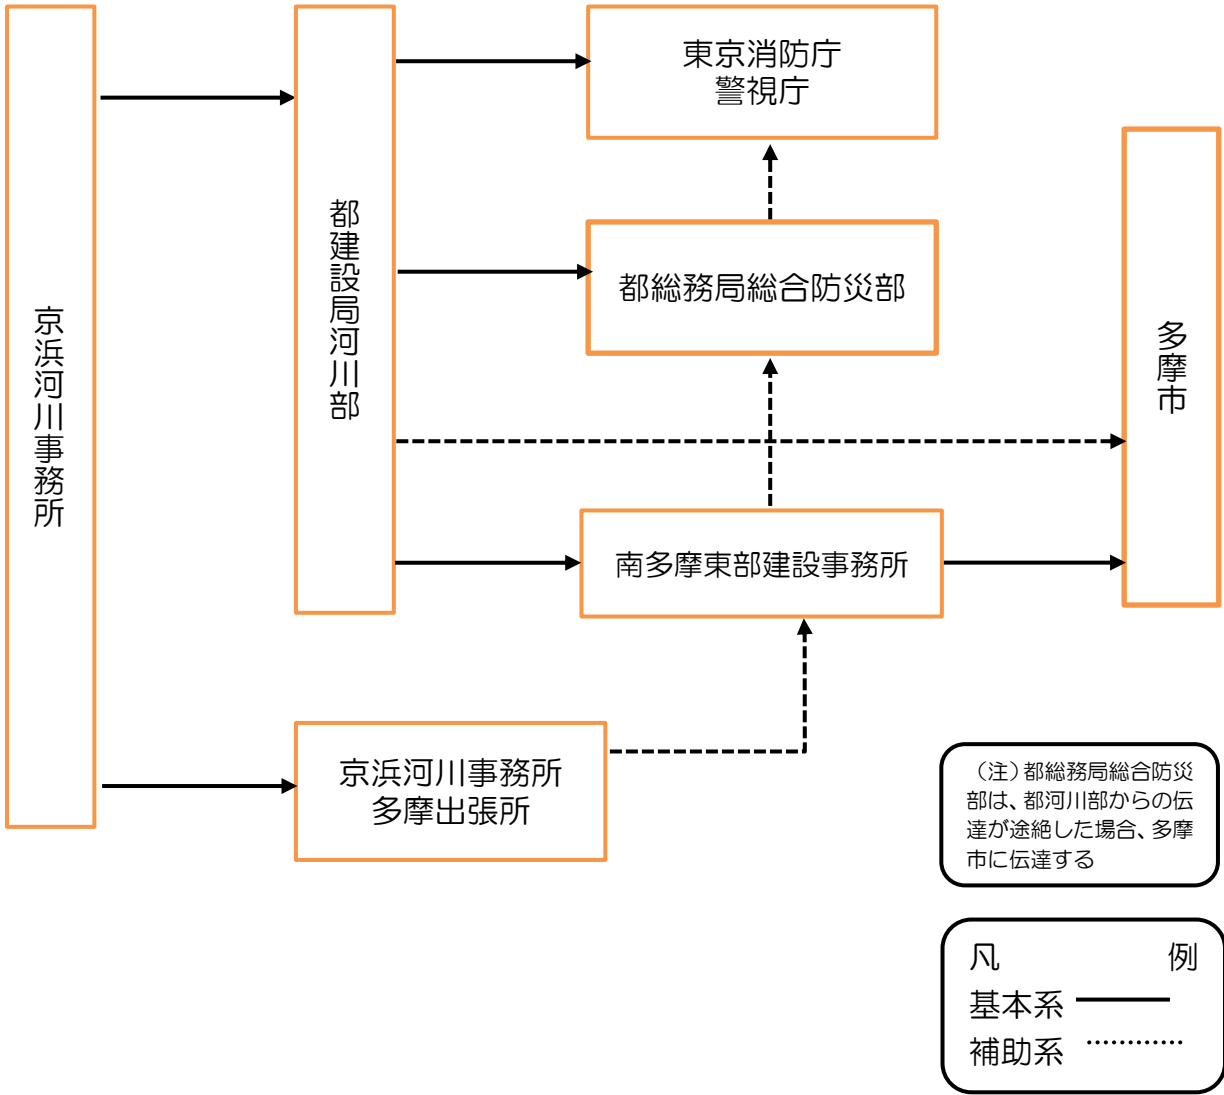 京浜河川事務所
都建設局河川部
東京消防庁
警視庁
都総務局総合防災部
南多摩東部建設事務所
多摩市
京浜河川事務所
多摩出張所
（注）都総務局総合防災
部は、都河川部からの伝
達が途絶した場合、多摩
市に伝達する
凡　例
基本系
補助系